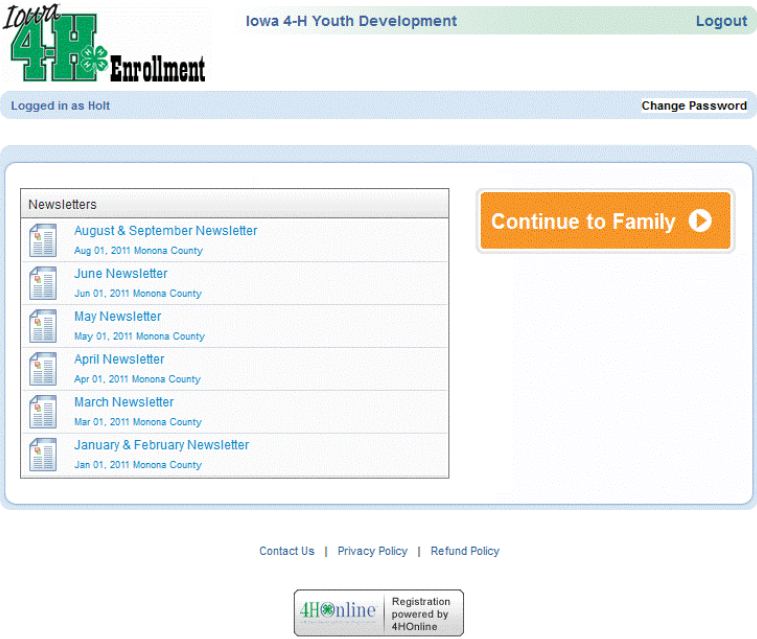 Iowa
4-H
Enrollment
Iowa 4-H Youth Development
Logout
Logged in as Holt
Change Password
Newsletters
August & September Newsletter
Aug 01, 2011 Monona County
June Newsletter
Jun 01, 2011 Monona County
May Newsletter
May 01, 2011 Monona County
April Newsletter
Apr 01, 2011 Monona County
March Newsletter
Mar 01, 2011 Monona County
January & February Newsletter
Jan 01, 2011 Monona County
Continue to Family
Contact Us | Privacy Policy | Refund Policy
4HOnline
Registration
powered by
4HOnline